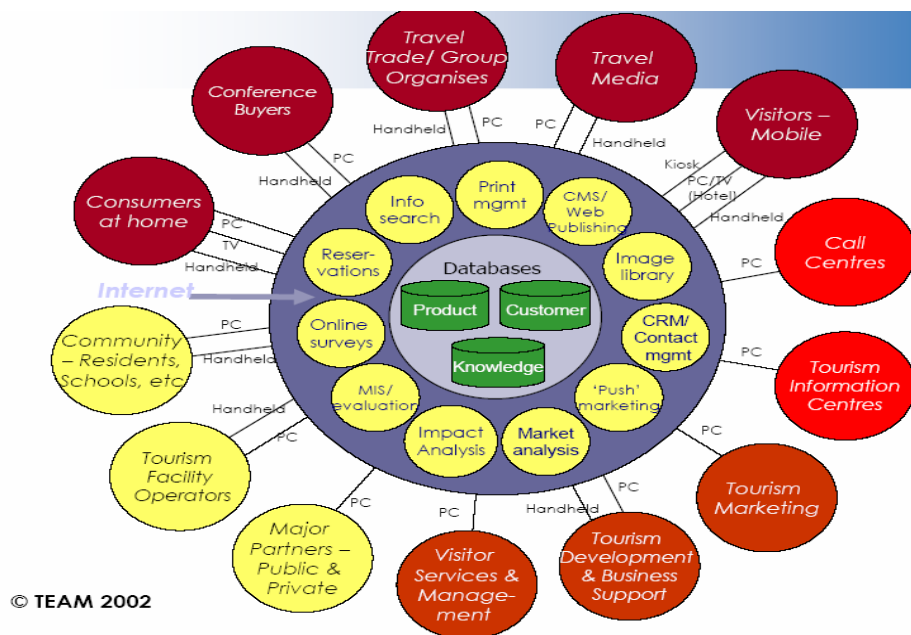 Travel
Trade/ Group
Organises
Travel
Media
Conference
Buyers
Visitors –
Mobile
Consumers
at home
Call
Centres
Community
– Residents,
Schools, etc
Tourism
Information
Centres
Tourism
Facility
Operators
Tourism
Marketing
Major
Partners –
Public &
Private
Visitor
Services &
Manage-
ment
Tourism
Development
& Business
Support
Handheld
PC
PC
Handheld
PC
Handheld
Kiosk
PC/TV
(Hotel)
Handheld
PC
TV
Handheld
PC
PC
PC
Handheld
Handheld
PC
PC
PC
PC
Handheld
PC
Internet
Print
mgmt
CMS/
Web
Publishing
Info
search
Image
library
Reser-
vations
CRM/
Contact
mgmt
Online
surveys
'Push'
marketing
MIS/
evaluation
Market
analysis
Impact
Analysis
Databases
Product
Customer
Knowledge
© TEAM 2002